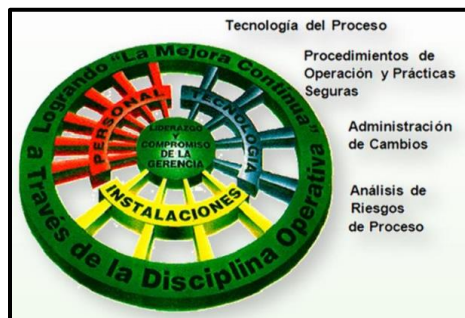 Tecnología del Proceso
Procedimientos de
Operación y Prácticas
Seguras
Administración
de Cambios
Análisis de
Riesgos
de Proceso
Logrando "La Mejora Continua"
a Través de la Disciplina Operativa
PERSONAL
TECNOLOGIA
INSTALACIONES
LIDERAZGO
Y
COMPROMISO
DE LA
GERENCIA